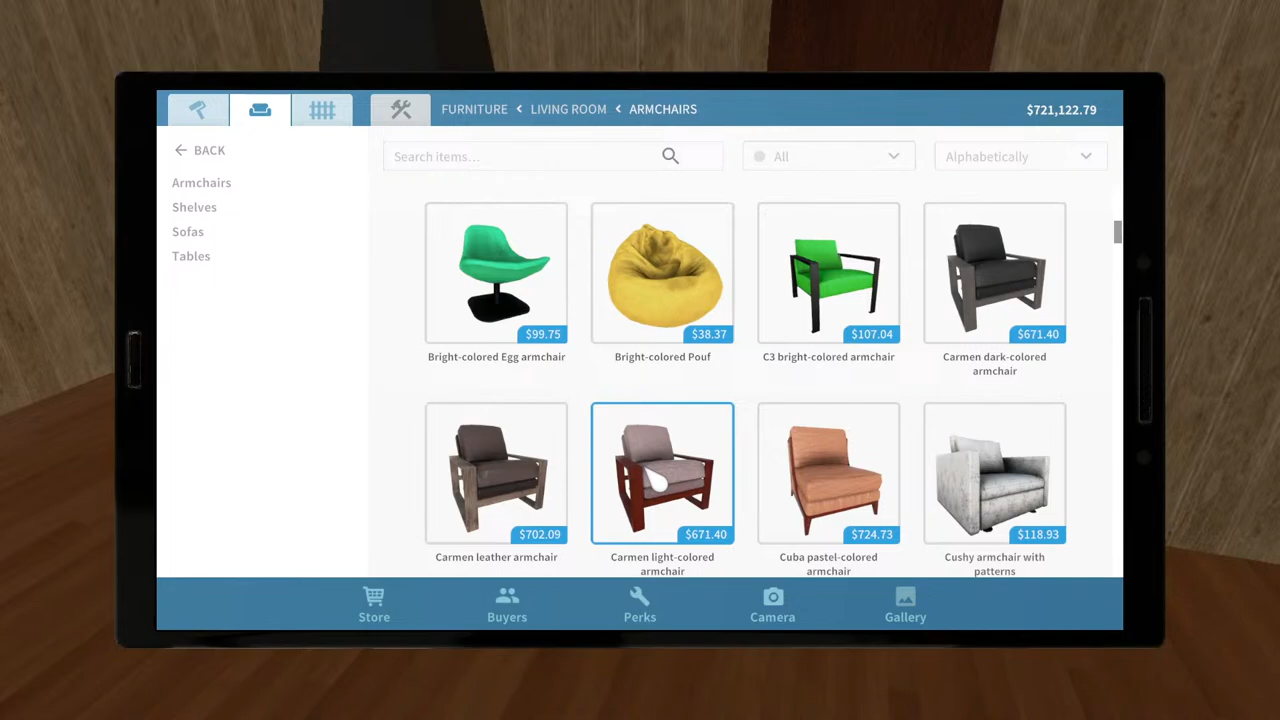 FURNITURE < LIVING ROOM < ARMCHAIRS
$721,122.79
BACK
Search items...
All
Alphabetically
Armchairs
Shelves
Sofas
Tables
$99.75
$38.37
$107.04
$671.40
Bright-colored Egg armchair
Bright-colored Pouf
C3 bright-colored armchair
Carmen dark-colored
armchair
$702.09
$671.40
$724.73
$118.93
Carmen leather armchair
Carmen light-colored
armchair
Cuba pastel-colored
armchair
Cushy armchair with
patterns
Store
Buyers
Perks
Camera
Gallery